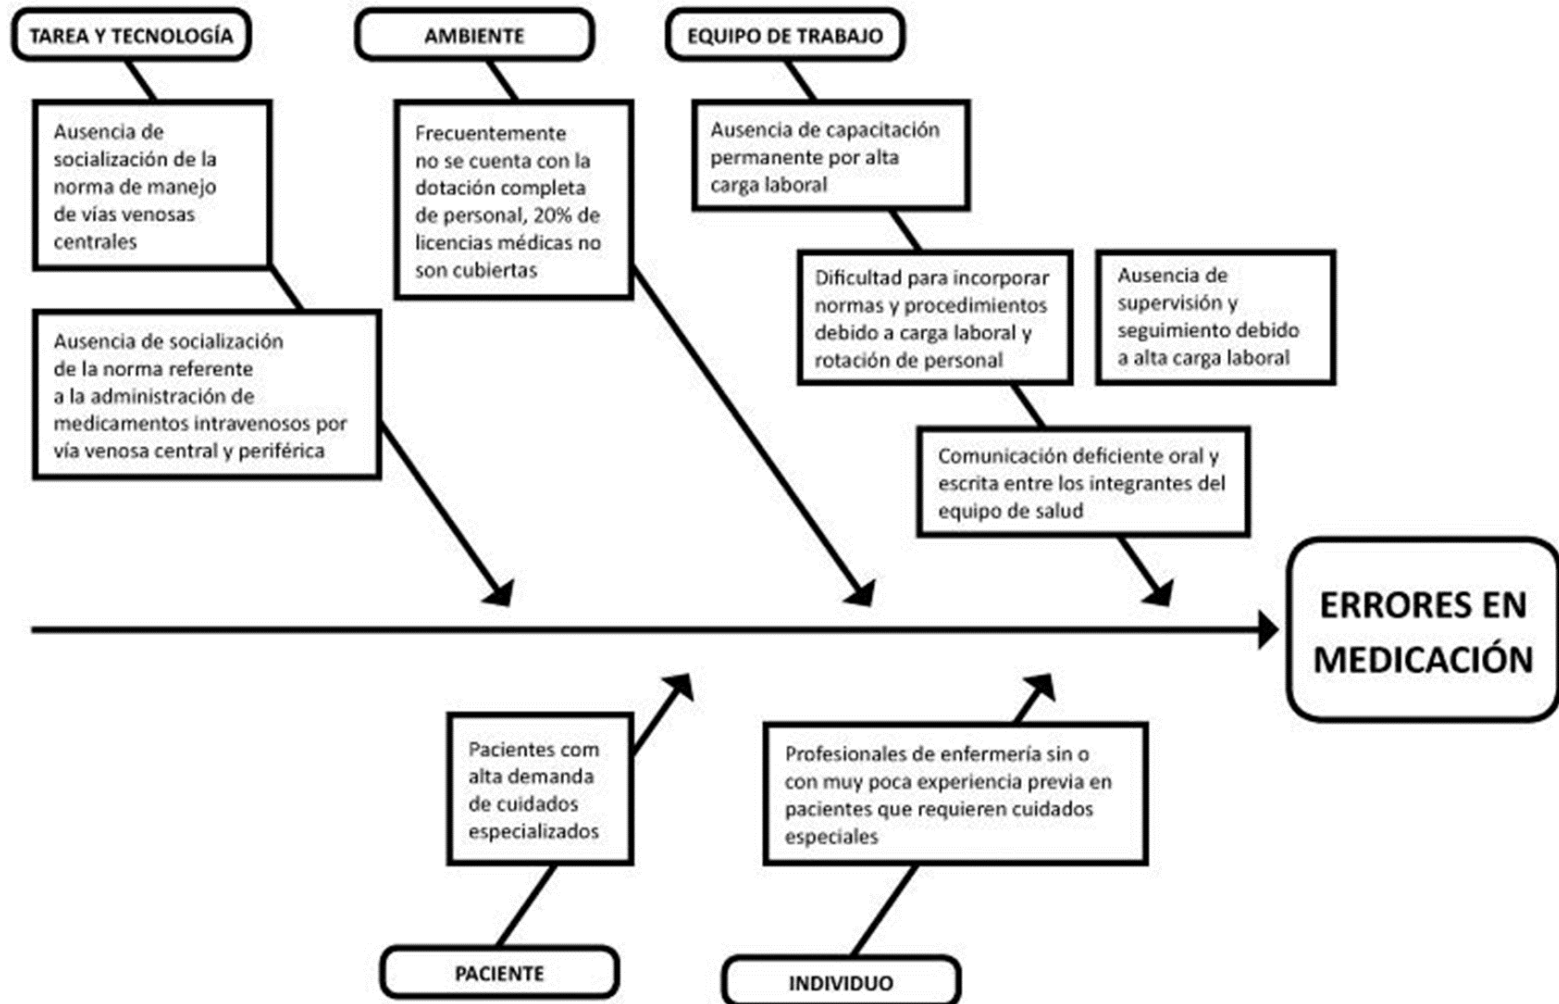 TAREA Y TECNOLOGÍA
Ausencia de
socialización de la
norma de manejo
de vías venosas
centrales
Ausencia de socialización
de la norma referente
a la administración de
medicamentos intravenosos por
vía venosa central y periférica
AMBIENTE
Frecuentemente
no se cuenta con la
dotación completa
de personal, 20% de
licencias médicas no
son cubiertas
EQUIPO DE TRABAJO
Ausencia de capacitación
permanente por alta
carga laboral
Dificultad para incorporar
normas y procedimientos
debido a carga laboral y
rotación de personal
Ausencia de
supervisión y
seguimiento debido
a alta carga laboral
Comunicación deficiente oral y
escrita entre los integrantes del
equipo de salud
ERRORES EN
MEDICACIÓN
Pacientes com
alta demanda
de cuidados
especializados
PACIENTE
Profesionales de enfermería sin o
con muy poca experiencia previa en
pacientes que requieren cuidados
especiales
INDIVIDUO